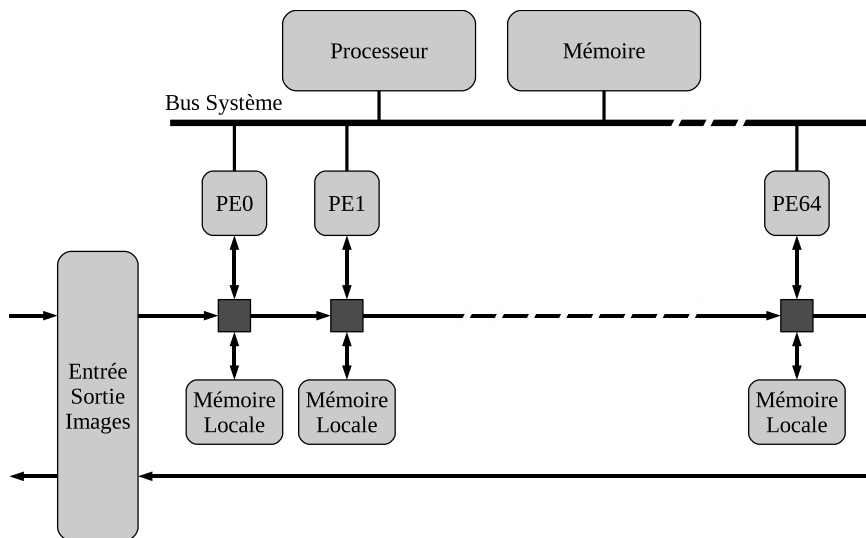 Processeur
Mémoire
Bus Système
PE0
PE1
PE64
Entrée
Sortie
Images
Mémoire
Locale
Mémoire
Locale
Mémoire
Locale